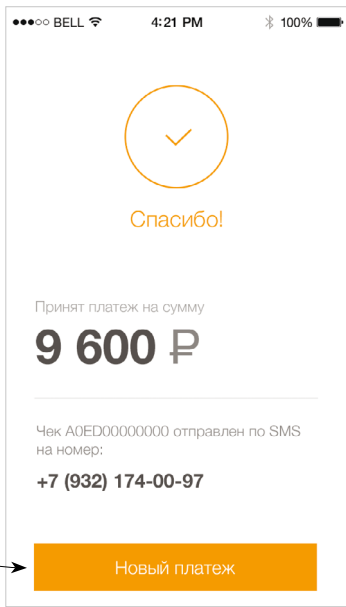 BELL 4:21 PM 100%
Спасибо!
Принят платеж на сумму
9 600 ₽
Чек A0ED00000000 отправлен по SMS
на номер:
+7 (932) 174-00-97
Новый платеж